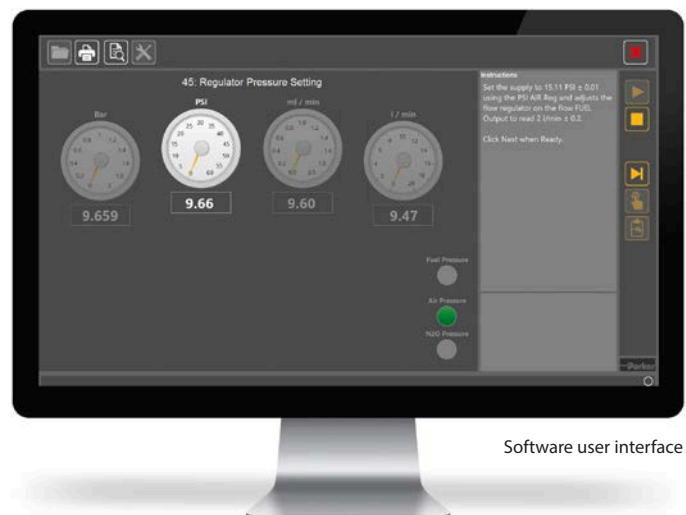 45: Regulator Pressure Setting
Instructions
Set the supply to 15.11 PSI ± 0.01
using the PSI AIR Reg and adjusts the
flow regulator on the flow FUEL
Output to read 2 l/min ± 0.2.
Click Next when Ready.
Bar
PSI
ml / min
l / min
9.659
9.66
9.60
9.47
Fuel Pressure
Air Pressure
N2O Pressure
Parker
Software user interface